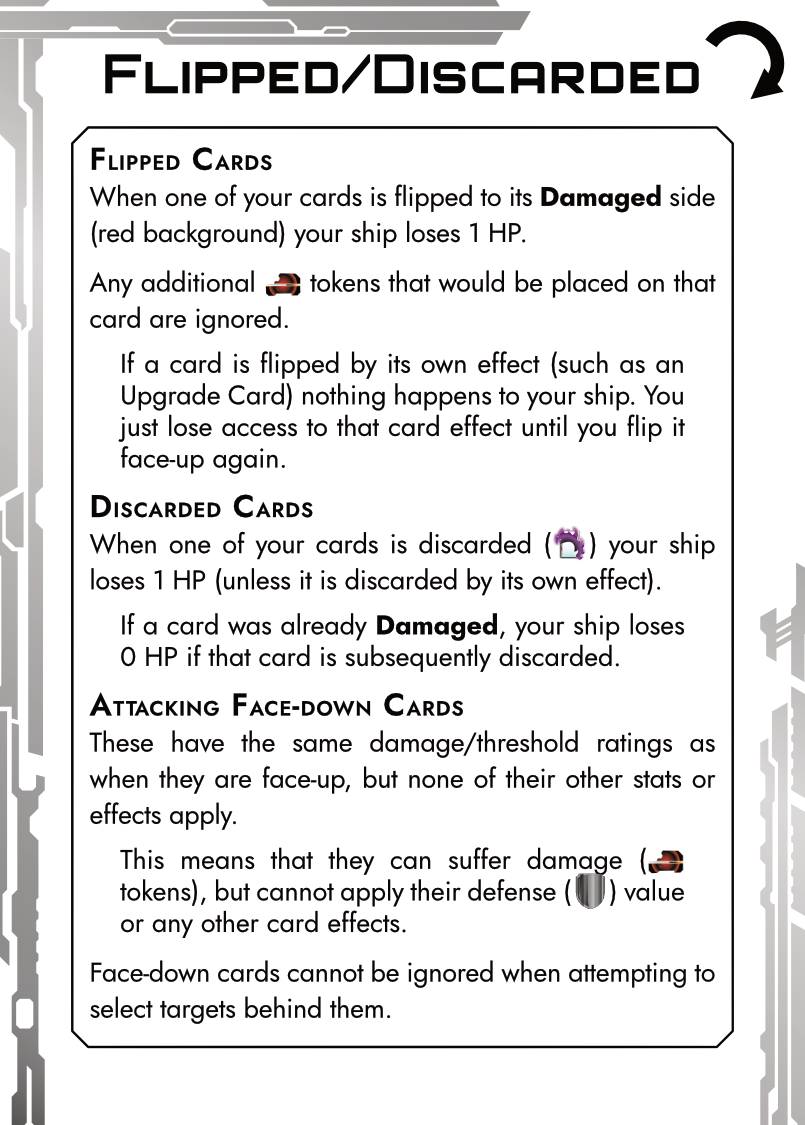 FLIPPED/DISCARDED
FLIPPED CARDS
When one of your cards is flipped to its Damaged side
(red background) your ship loses 1 HP.
Any additional tokens that would be placed on that
card are ignored.
If a card is flipped by its own effect (such as an
Upgrade Card) nothing happens to your ship. You
just lose access to that card effect until you flip it
face-up again.
DISCARDED CARDS
When one of your cards is discarded ( ) your ship
loses 1 HP (unless it is discarded by its own effect).
If a card was already Damaged, your ship loses
0 HP if that card is subsequently discarded.
ATTACKING FACE-DOWN CARDS
These have the same damage/threshold ratings as
when they are face-up, but none of their other stats or
effects apply.
This means that they can suffer damage (
tokens), but cannot apply their defense ( ) value
or any other card effects.
Face-down cards cannot be ignored when attempting to
select targets behind them.